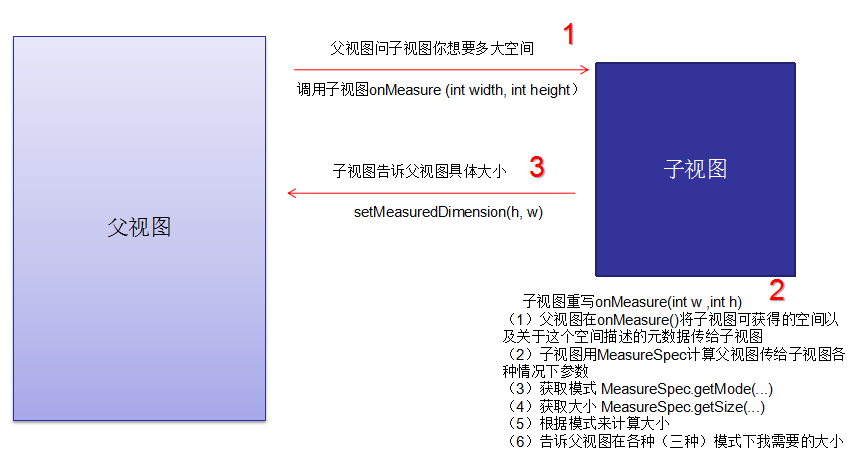 1
父视图问子视图你想要多大空间
调用子视图onMeasure (int width, int height）
父视图
子视图
子视图告诉父视图具体大小
3
setMeasuredDimension(h, w)
2
子视图重写onMeasure(int w ,int h)
（1）父视图在onMeasure()将子视图可获得的空间以
及关于这个空间描述的元数据传给子视图
（2）子视图用MeasureSpec计算父视图传给子视图各
种情况下参数
（3）获取模式 MeasureSpec.getMode(...)
（4）获取大小 MeasureSpec.getSize(...)
（5）根据模式来计算大小
（6）告诉父视图在各种（三种）模式下我需要的大小